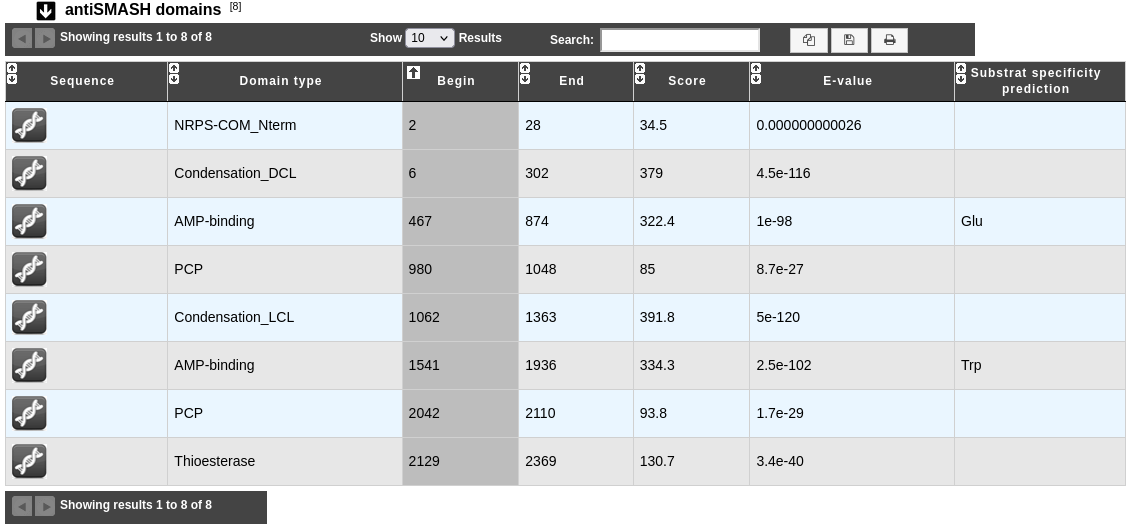 antiSMASH domains [8]
Showing results 1 to 8 of 8 Show 10 Results Search:
Sequence Domain type Begin End Score E-value Substrat specificity prediction
NRPS-COM_Nterm 2 28 34.5 0.000000000026
Condensation_DCL 6 302 379 4.5e-116
AMP-binding 467 874 322.4 1e-98 Glu
PCP 980 1048 85 8.7e-27
Condensation_LCL 1062 1363 391.8 5e-120
AMP-binding 1541 1936 334.3 2.5e-102 Trp
PCP 2042 2110 93.8 1.7e-29
Thioesterase 2129 2369 130.7 3.4e-40
Showing results 1 to 8 of 8